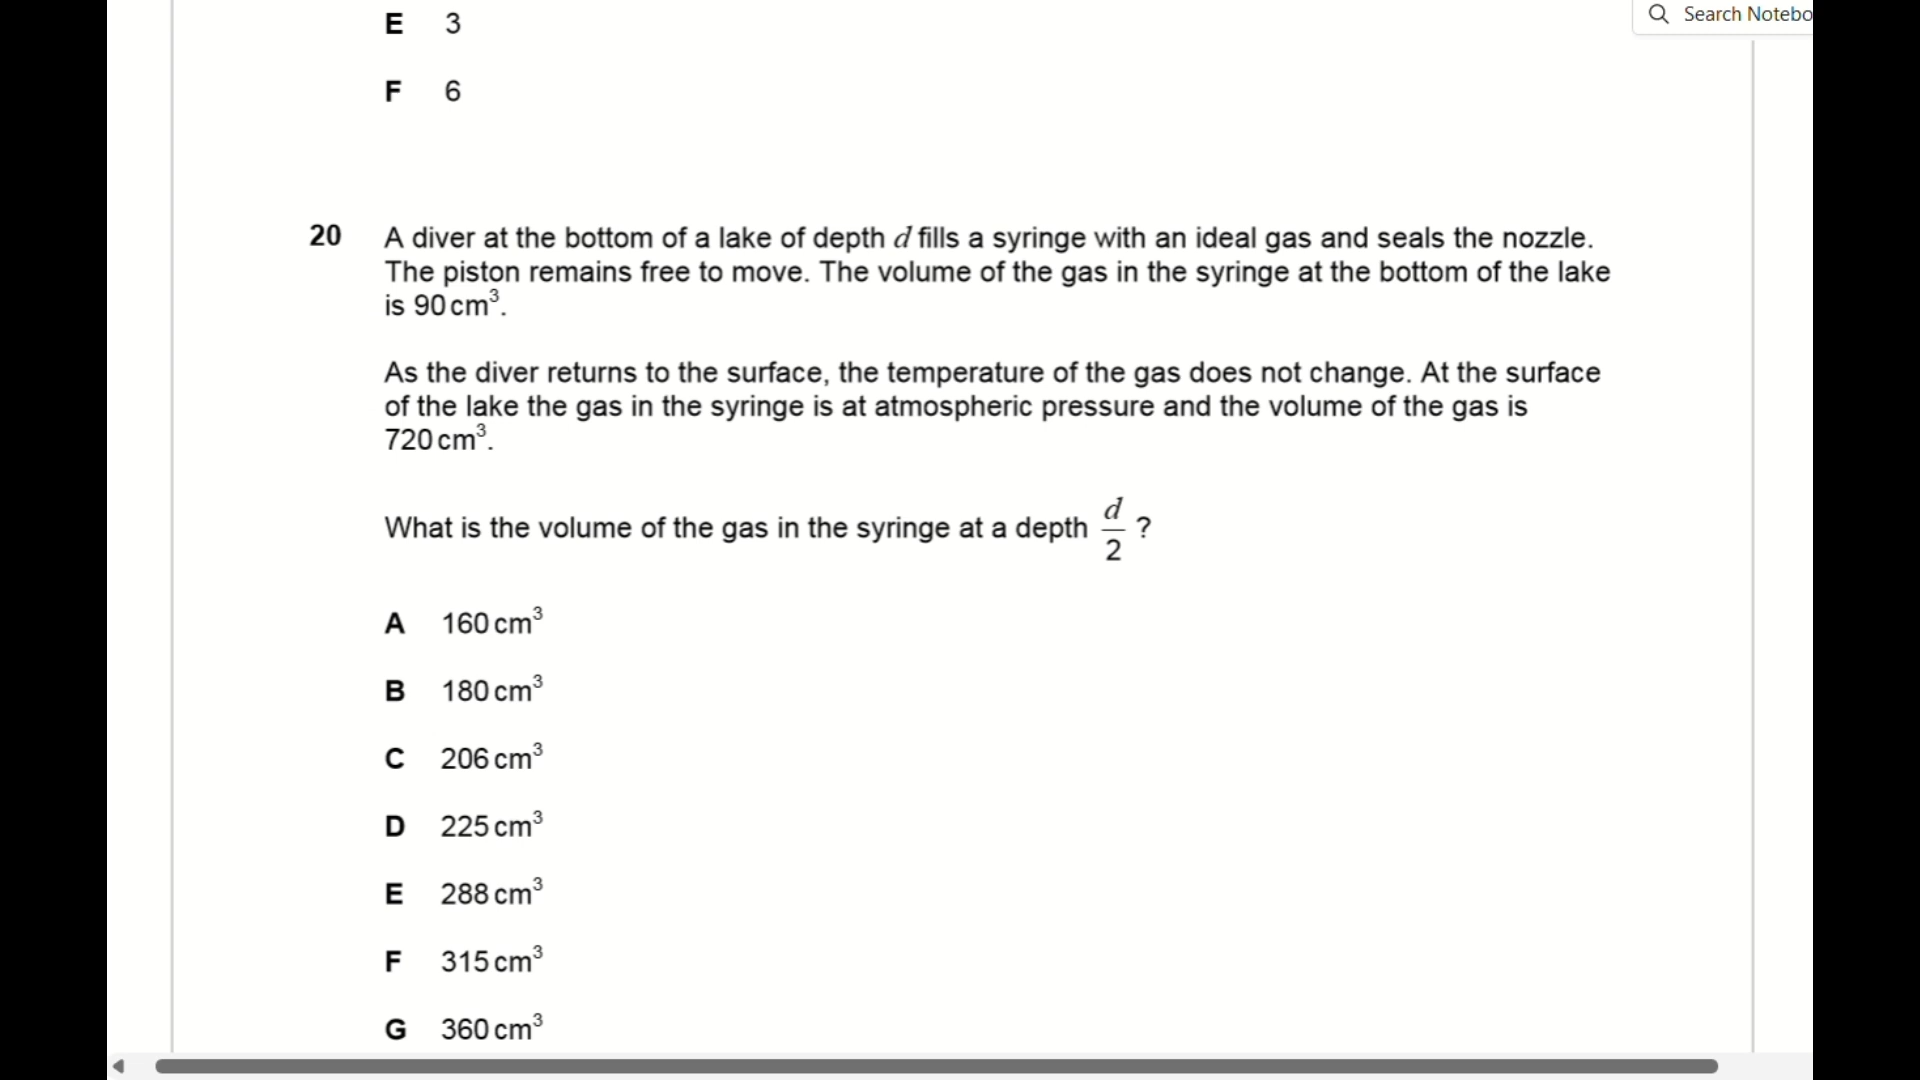 E 3
Search Notebo
F 6
20 A diver at the bottom of a lake of depth d fills a syringe with an ideal gas and seals the nozzle.
The piston remains free to move. The volume of the gas in the syringe at the bottom of the lake
is 90 cm³.
As the diver returns to the surface, the temperature of the gas does not change. At the surface
of the lake the gas in the syringe is at atmospheric pressure and the volume of the gas is
720 cm³.
What is the volume of the gas in the syringe at a depth d/2 ?
A 160 cm³
B 180 cm³
C 206 cm³
D 225 cm³
E 288 cm³
F 315 cm³
G 360 cm³